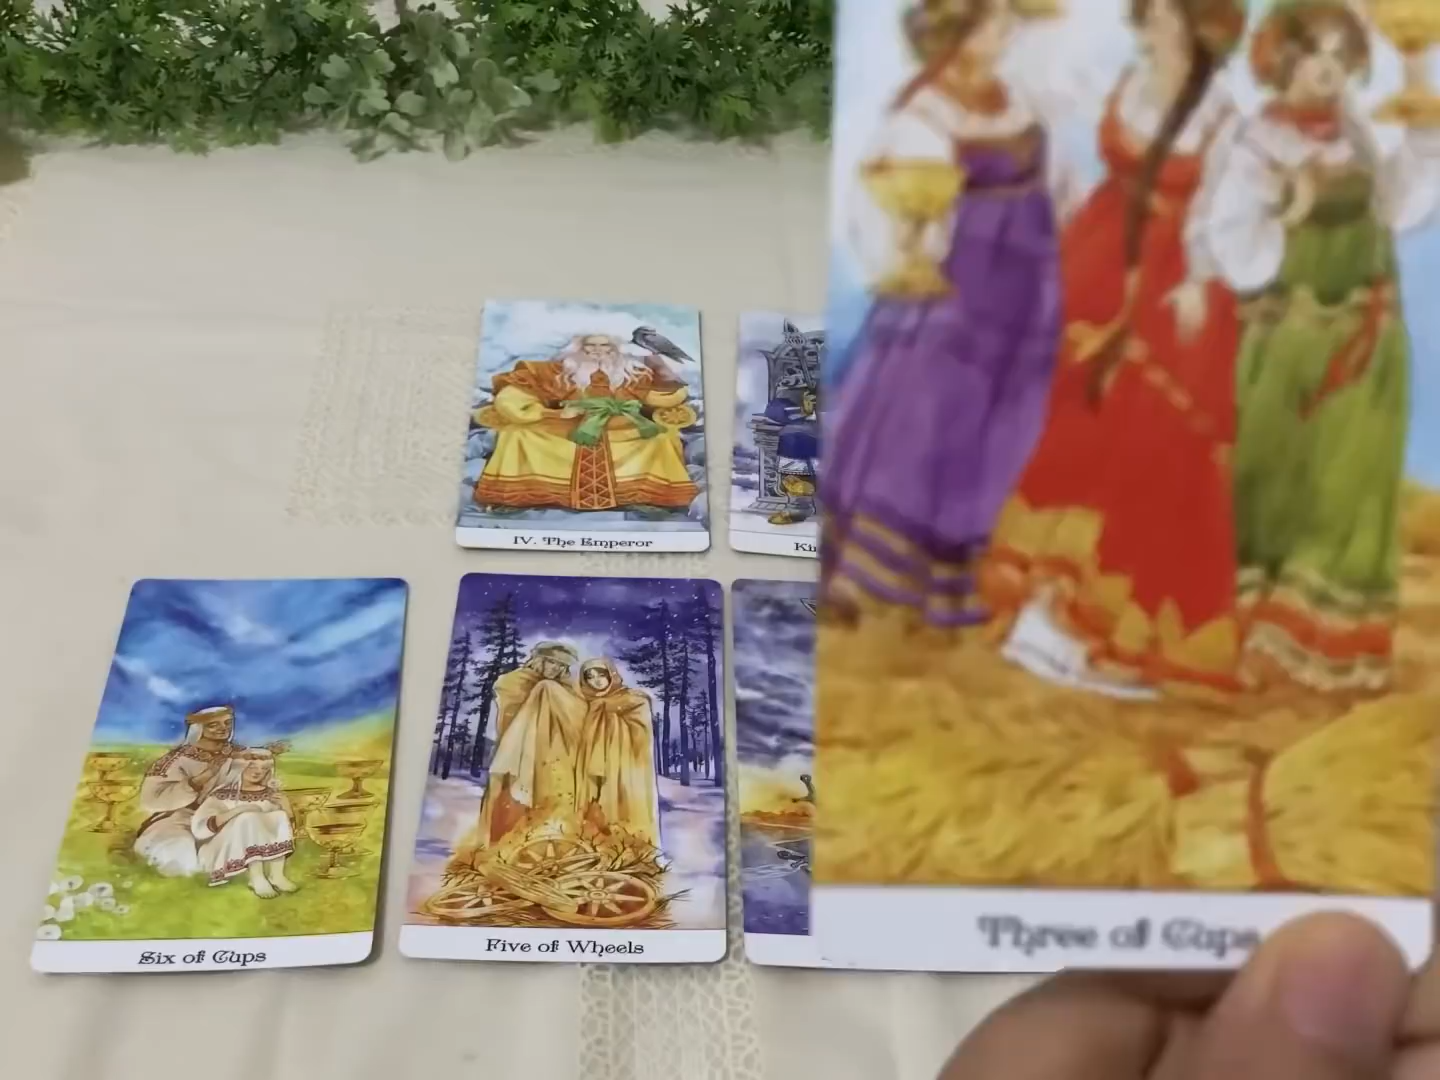 IV. The Emperor
Six of Cups
Five of Wheels
Three of Cups